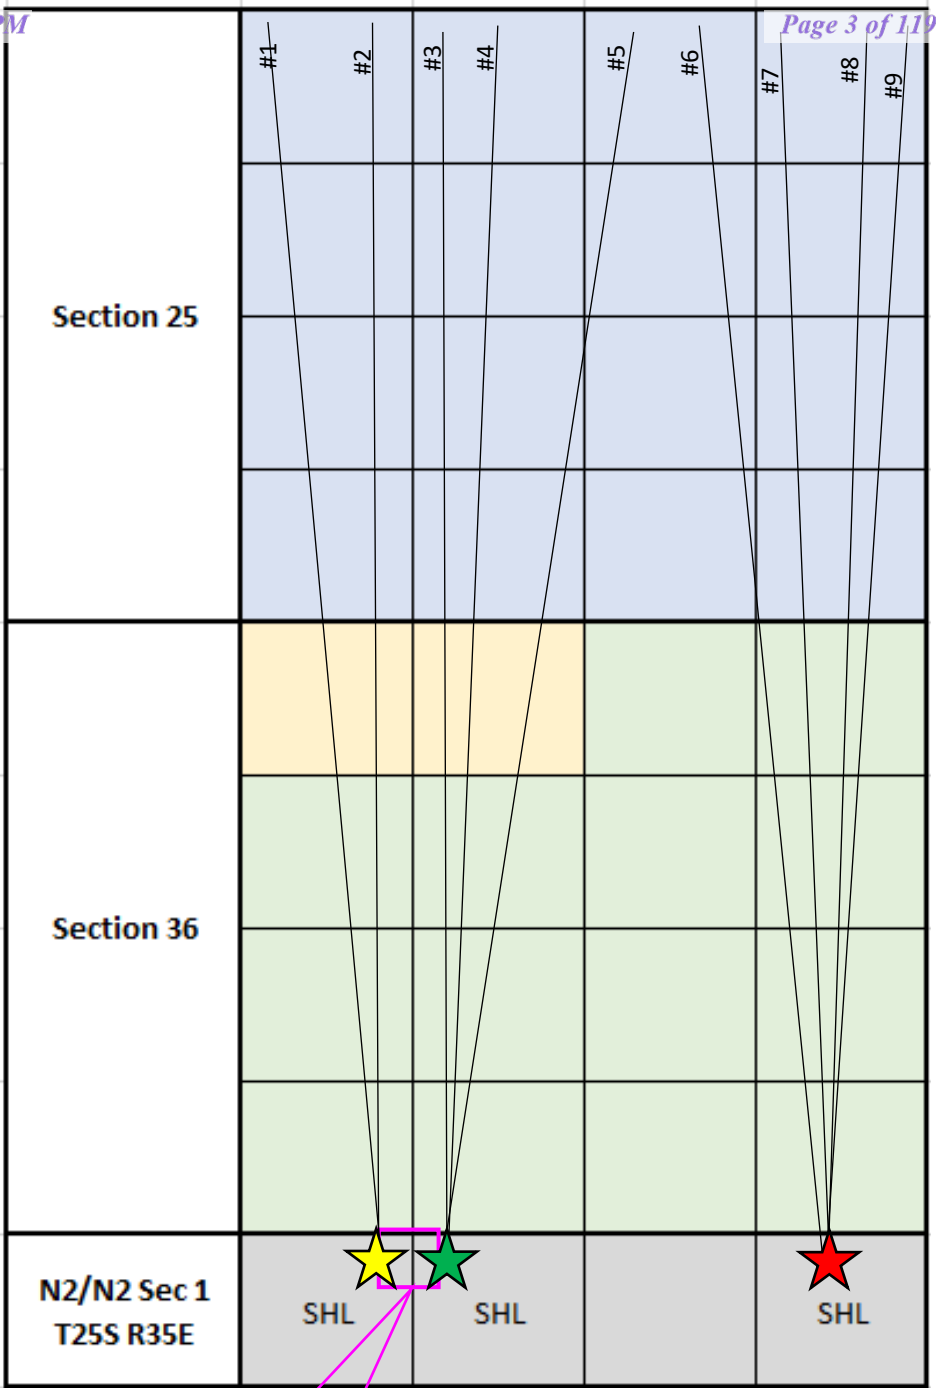 PM
Page 3 of 119
#1
#2
#3
#4
#5
#6
#7
#8
#9
Section 25
Section 36
N2/N2 Sec 1
T25S R35E
SHL
SHL
SHL